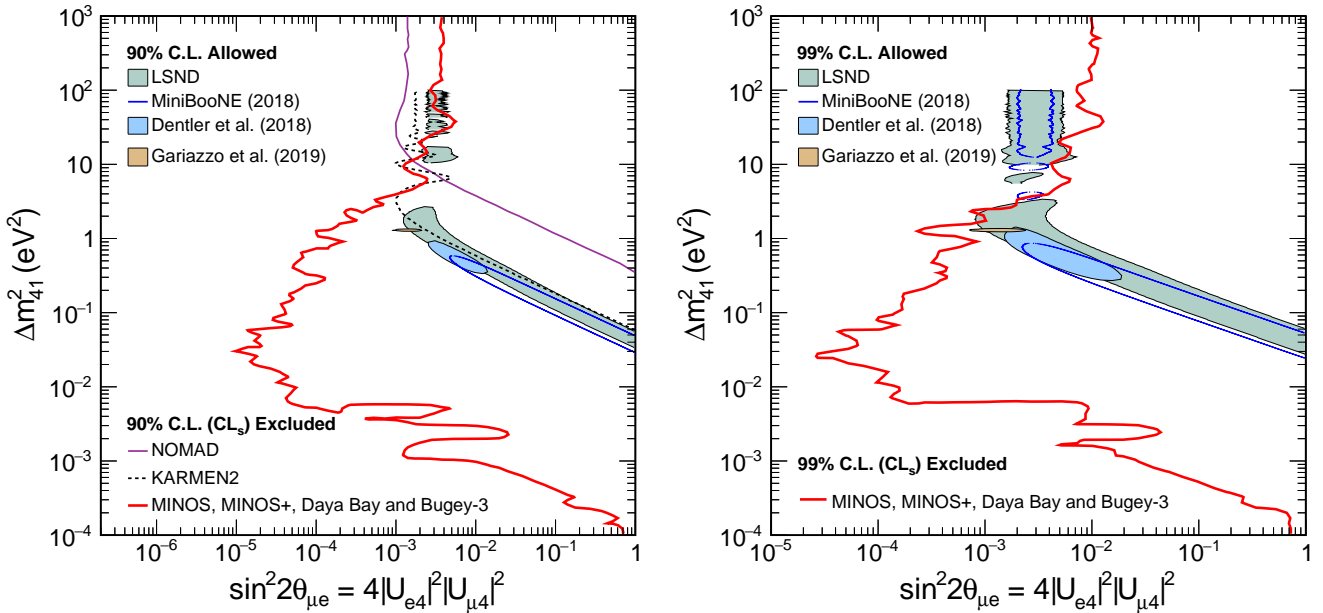 90% C.L. Allowed
LSND
MiniBooNE (2018)
Dentler et al. (2018)
Gariazzo et al. (2019)
10³
10²
10
1
10⁻¹
10⁻²
10⁻³
10⁻⁴
Δm²₄₁ (eV²)
90% C.L. (CLₛ) Excluded
NOMAD
KARMEN2
MINOS, MINOS+, Daya Bay and Bugey-3
10⁻⁶ 10⁻⁵ 10⁻⁴ 10⁻³ 10⁻² 10⁻¹ 1
sin²2θμe = 4|Ue4|²|Uμ4|²
99% C.L. Allowed
LSND
MiniBooNE (2018)
Dentler et al. (2018)
Gariazzo et al. (2019)
10³
10²
10
1
10⁻¹
10⁻²
10⁻³
10⁻⁴
Δm²₄₁ (eV²)
99% C.L. (CLₛ) Excluded
MINOS, MINOS+, Daya Bay and Bugey-3
10⁻⁵ 10⁻⁴ 10⁻³ 10⁻² 10⁻¹ 1
sin²2θμe = 4|Ue4|²|Uμ4|²